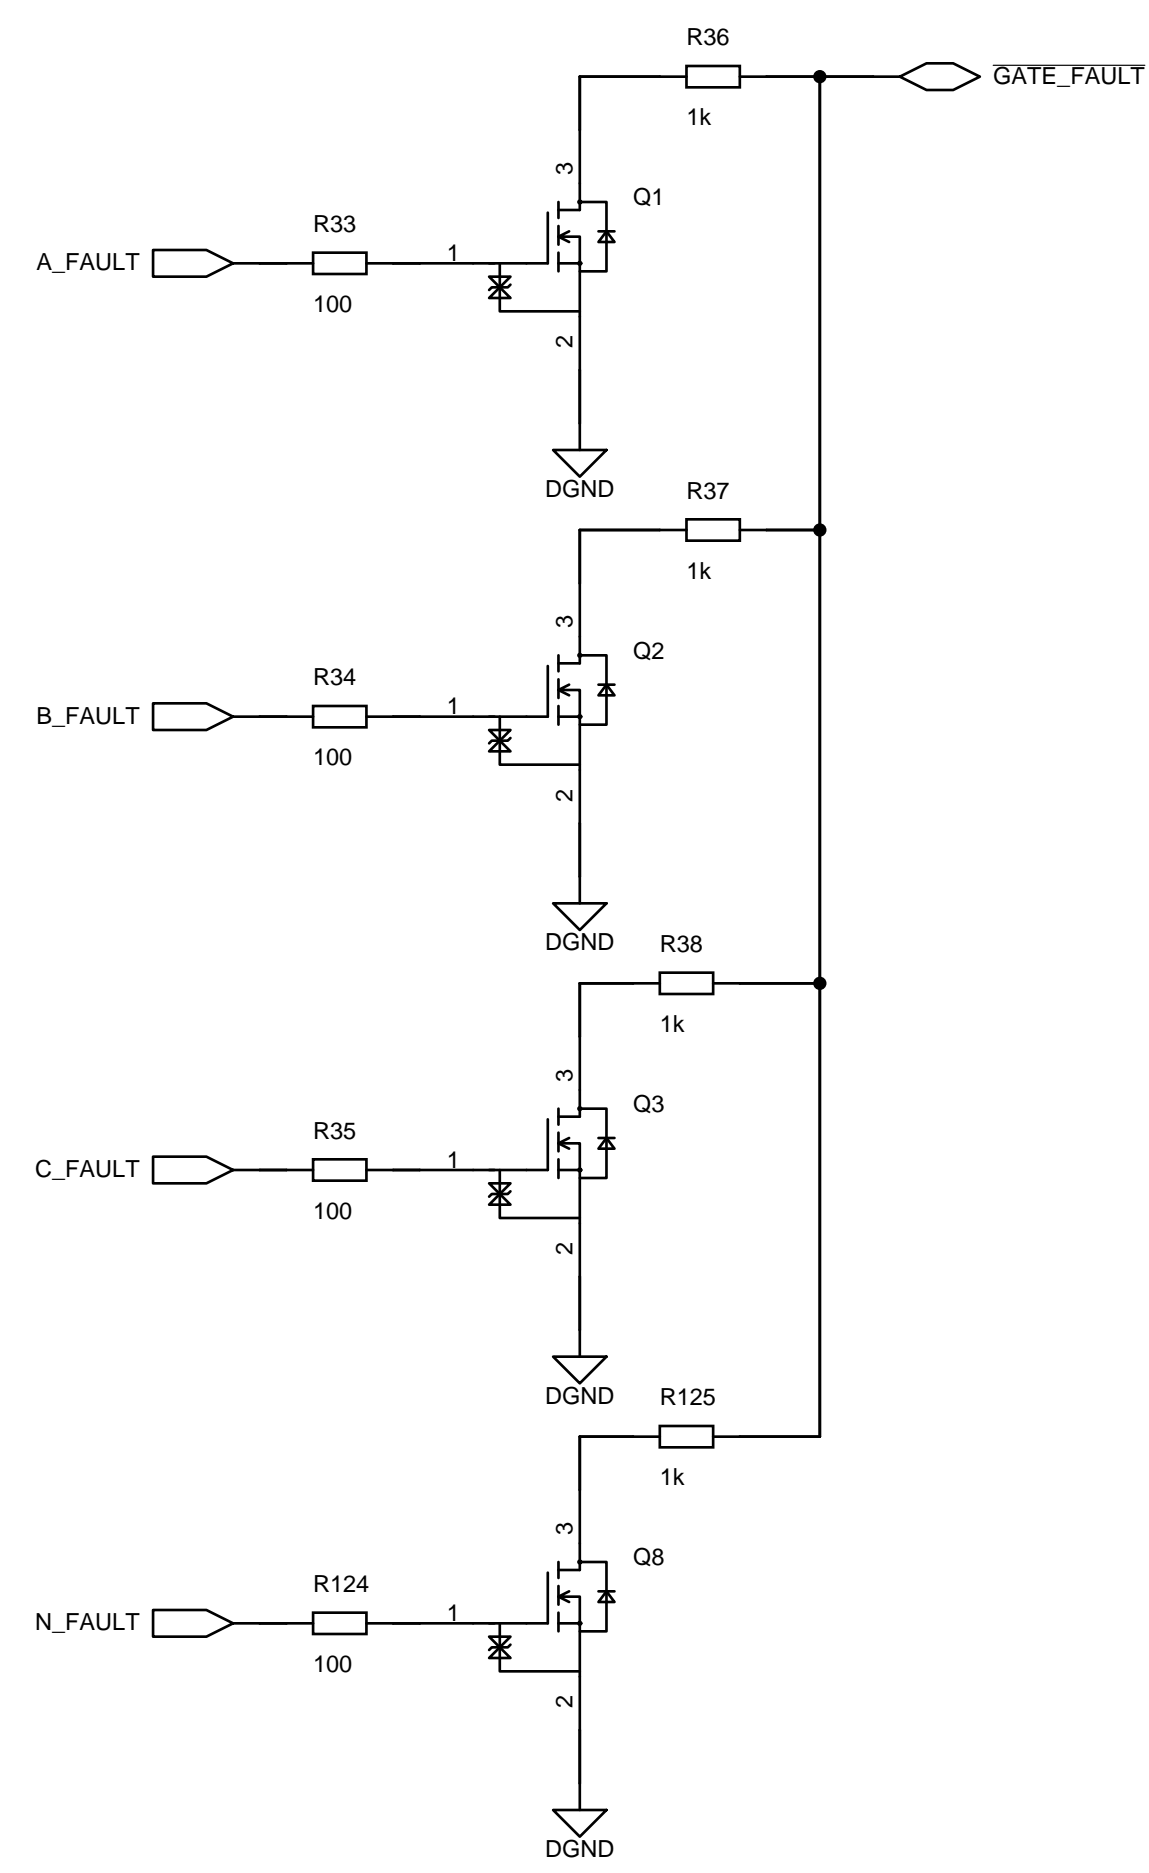 R36
GATE_FAULT
1k
3
Q1
R33
A_FAULT
1
100
2
DGND
R37
1k
3
Q2
R34
B_FAULT
1
100
2
DGND
R38
1k
3
Q3
R35
C_FAULT
1
100
2
DGND
R125
1k
3
Q8
R124
N_FAULT
1
100
2
DGND